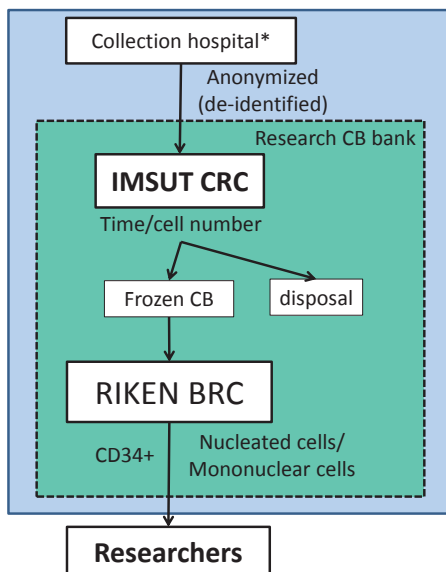 Collection hospital*
Anonymized
(de-identified)
Research CB bank
IMSUT CRC
Time/cell number
Frozen CB
disposal
RIKEN BRC
CD34+
Nucleated cells/
Mononuclear cells
Researchers